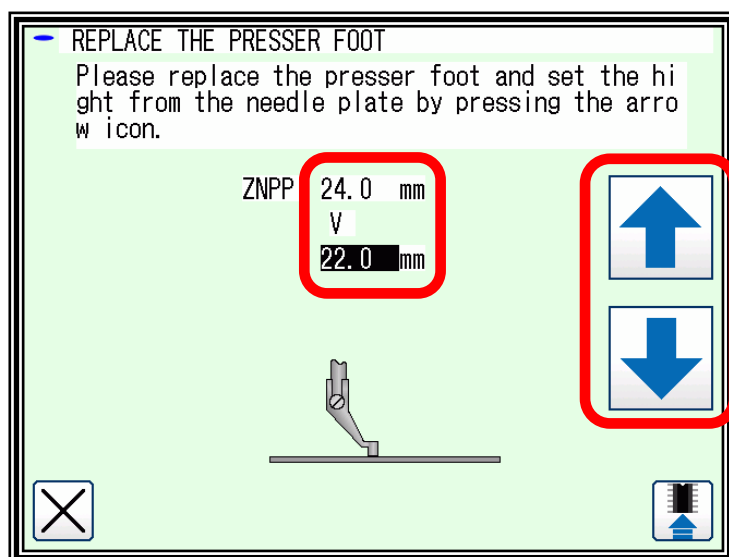 REPLACE THE PRESSER FOOT
Please replace the presser foot and set the hi
ght from the needle plate by pressing the arro
w icon.
ZNPP 24.0 mm
V
22.0 mm